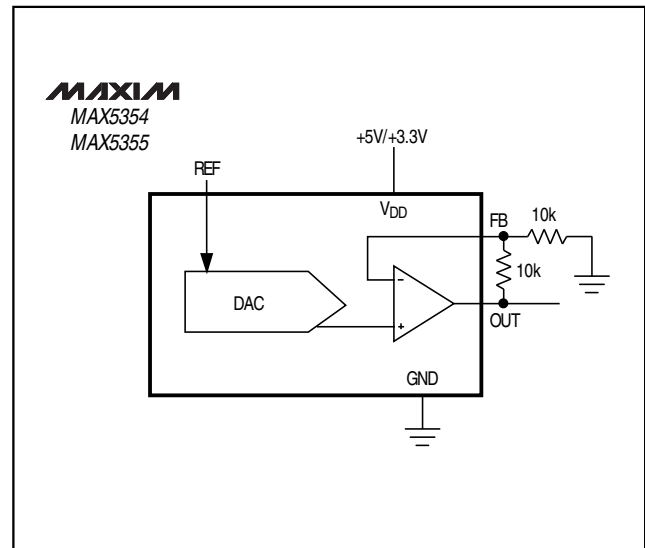 MAXIM
MAX5354
MAX5355
+5V/+3.3V
REF
VDD
FB
10k
10k
DAC
−
+
OUT
GND